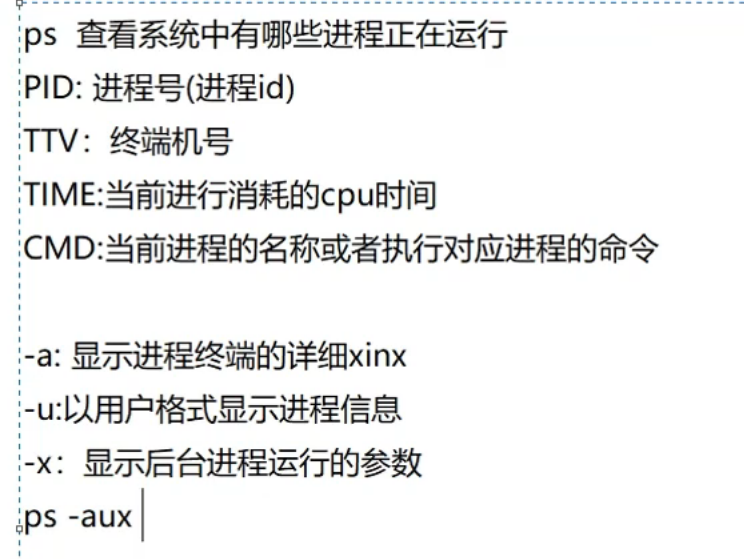 ps  查看系统中有哪些进程正在运行
PID: 进程号(进程id)
TTV：终端机号
TIME:当前进行消耗的cpu时间
CMD:当前进程的名称或者执行对应进程的命令
-a: 显示进程终端的详细xinx
-u:以用户格式显示进程信息
-x：显示后台进程运行的参数
ps -aux